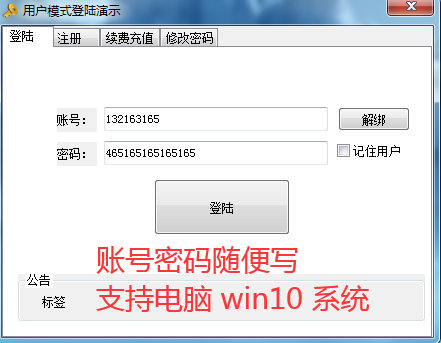 用户模式登陆演示
登陆 注册 续费充值 修改密码
账号： 132163165 解绑
密码： 465165165165165 记住用户
登陆
账号密码随便写
公告
标签
支持电脑 win10 系统